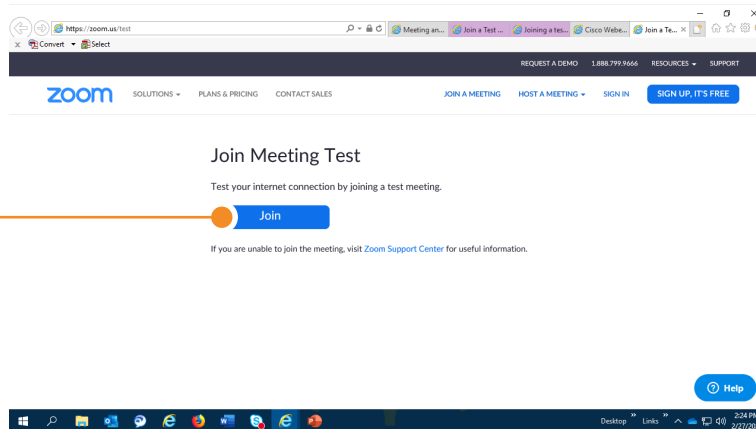 https://zoom.us/test
Meeting an...
Join a Test ...
Joining a tes...
Cisco Webe...
Join a Te...
x Convert Select
REQUEST A DEMO 1.888.799.9666 RESOURCES SUPPORT
zoom SOLUTIONS PLANS & PRICING CONTACT SALES JOIN A MEETING HOST A MEETING SIGN IN SIGN UP, IT'S FREE
Join Meeting Test
Test your internet connection by joining a test meeting.
Join
If you are unable to join the meeting, visit Zoom Support Center for useful information.
Help
Desktop Links 2:24 PM
2/27/20